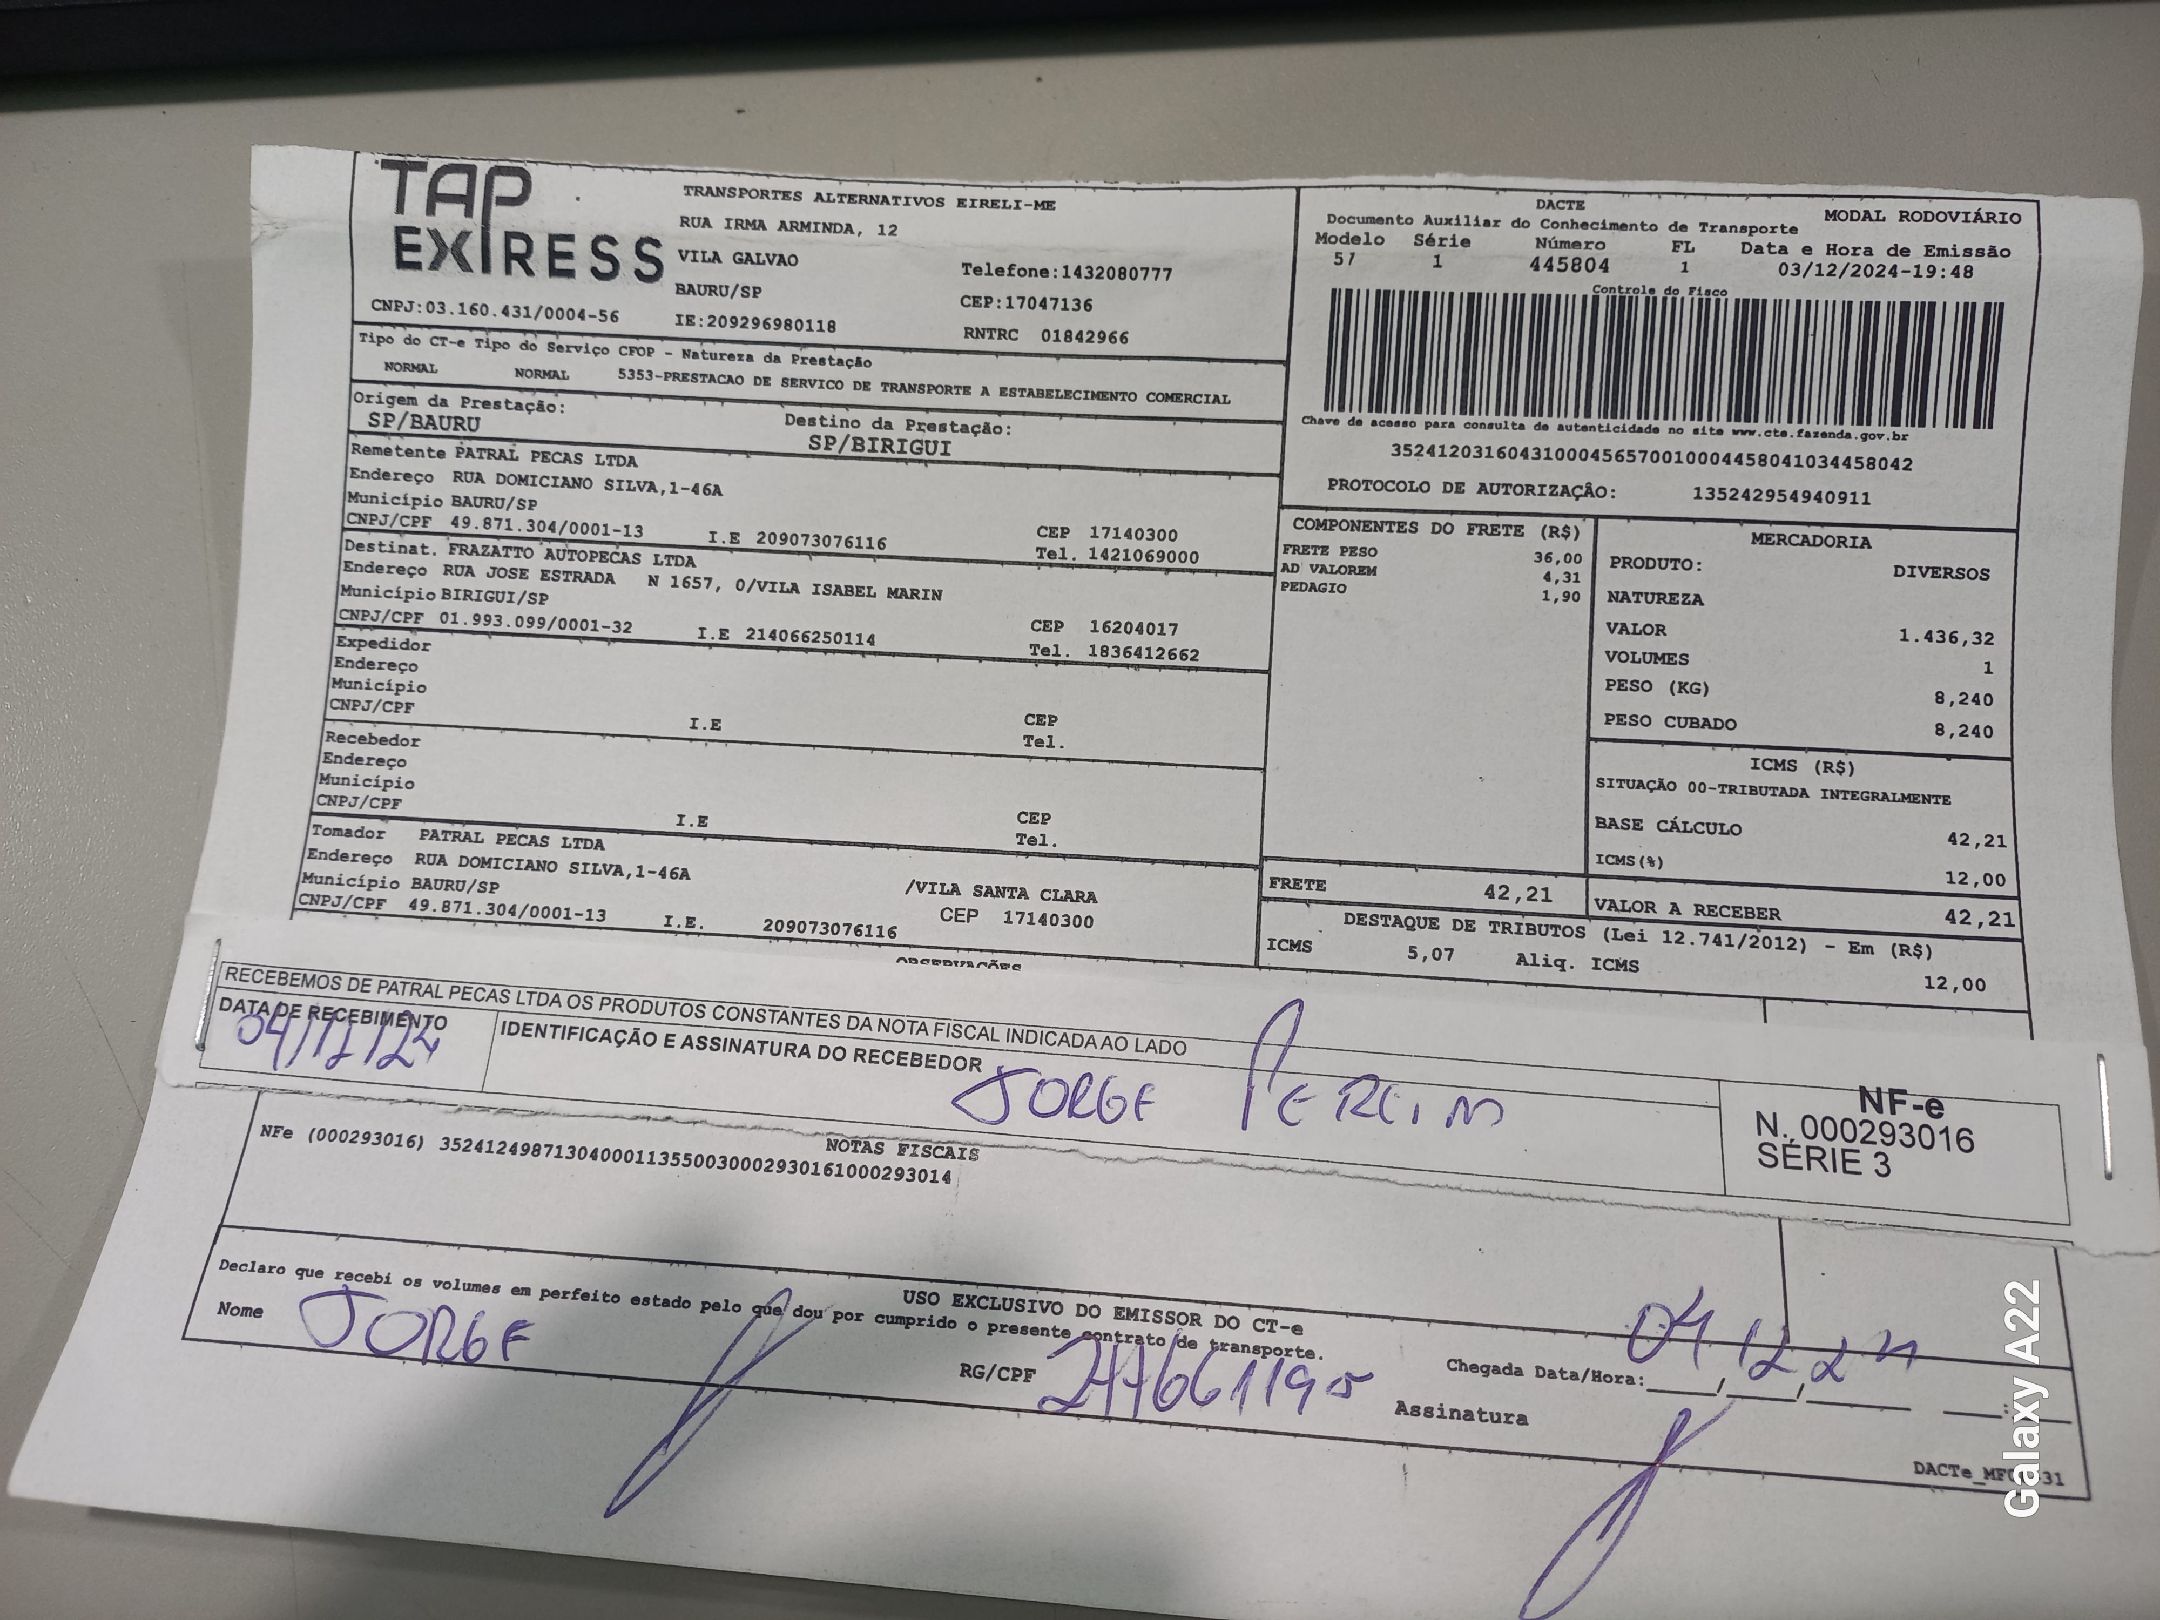 TAP EXPRESS
TRANSPORTES ALTERNATIVOS EIRELI-ME
RUA IRMA ARMINDA, 12
VILA GALVAO Telefone:1432080777
BAURU/SP CEP:17047136
CNPJ:03.160.431/0004-56 IE:209296980118 RNTRC 01842966
DACTE MODAL RODOVIÁRIO
Documento Auxiliar do Conhecimento de Transporte
Modelo Série Número FL Data e Hora de Emissão
57 1 445804 1 03/12/2024-19:48
Controle do Fisco
Chave de acesso para consulta de autenticidade no site www.cte.fazenda.gov.br
35241203160431000456570010004458041034458042
PROTOCOLO DE AUTORIZAÇÂO: 135242954940911
Tipo do CT-e Tipo do Serviço CFOP - Natureza da Prestação
NORMAL NORMAL 5353-PRESTACAO DE SERVICO DE TRANSPORTE A ESTABELECIMENTO COMERCIAL
Origem da Prestação: Destino da Prestação:
SP/BAURU SP/BIRIGUI
Remetente PATRAL PECAS LTDA
Endereço RUA DOMICIANO SILVA,1-46A
Município BAURU/SP CEP 17140300
CNPJ/CPF 49.871.304/0001-13 I.E 209073076116 Tel. 1421069000
Destinat. FRAZATTO AUTOPECAS LTDA
Endereço RUA JOSE ESTRADA N 1657, 0/VILA ISABEL MARIN
Município BIRIGUI/SP CEP 16204017
CNPJ/CPF 01.993.099/0001-32 I.E 214066250114 Tel. 1836412662
Expedidor
Endereço
Município CEP
CNPJ/CPF I.E Tel.
Recebedor
Endereço
Município CEP
CNPJ/CPF I.E Tel.
Tomador PATRAL PECAS LTDA
Endereço RUA DOMICIANO SILVA,1-46A /VILA SANTA CLARA
Município BAURU/SP CEP 17140300
CNPJ/CPF 49.871.304/0001-13 I.E. 209073076116
COMPONENTES DO FRETE (R$)
FRETE PESO 36,00
AD VALOREM 4,31
PEDAGIO 1,90
MERCADORIA
PRODUTO: DIVERSOS
NATUREZA
VALOR 1.436,32
VOLUMES 1
PESO (KG) 8,240
PESO CUBADO 8,240
ICMS (R$)
SITUAÇÃO 00-TRIBUTADA INTEGRALMENTE
BASE CÁLCULO 42,21
ICMS(%) 12,00
FRETE 42,21 VALOR A RECEBER 42,21
DESTAQUE DE TRIBUTOS (Lei 12.741/2012) - Em (R$)
ICMS 5,07 Aliq. ICMS 12,00
OBSERVAÇÕES
RECEBEMOS DE PATRAL PECAS LTDA OS PRODUTOS CONSTANTES DA NOTA FISCAL INDICADA AO LADO
DATA DE RECEBIMENTO IDENTIFICAÇÃO E ASSINATURA DO RECEBEDOR
04/12/24 JORGE PEREIRA
NF-e
N. 000293016
SÉRIE 3
NOTAS FISCAIS
NFe (000293016) 35241249871304000113550030002930161000293014
USO EXCLUSIVO DO EMISSOR DO CT-e
Declaro que recebi os volumes em perfeito estado pelo que dou por cumprido o presente contrato de transporte.
Nome JORGE RG/CPF Chegada Data/Hora: 04 12 24
Assinatura
Galaxy A22